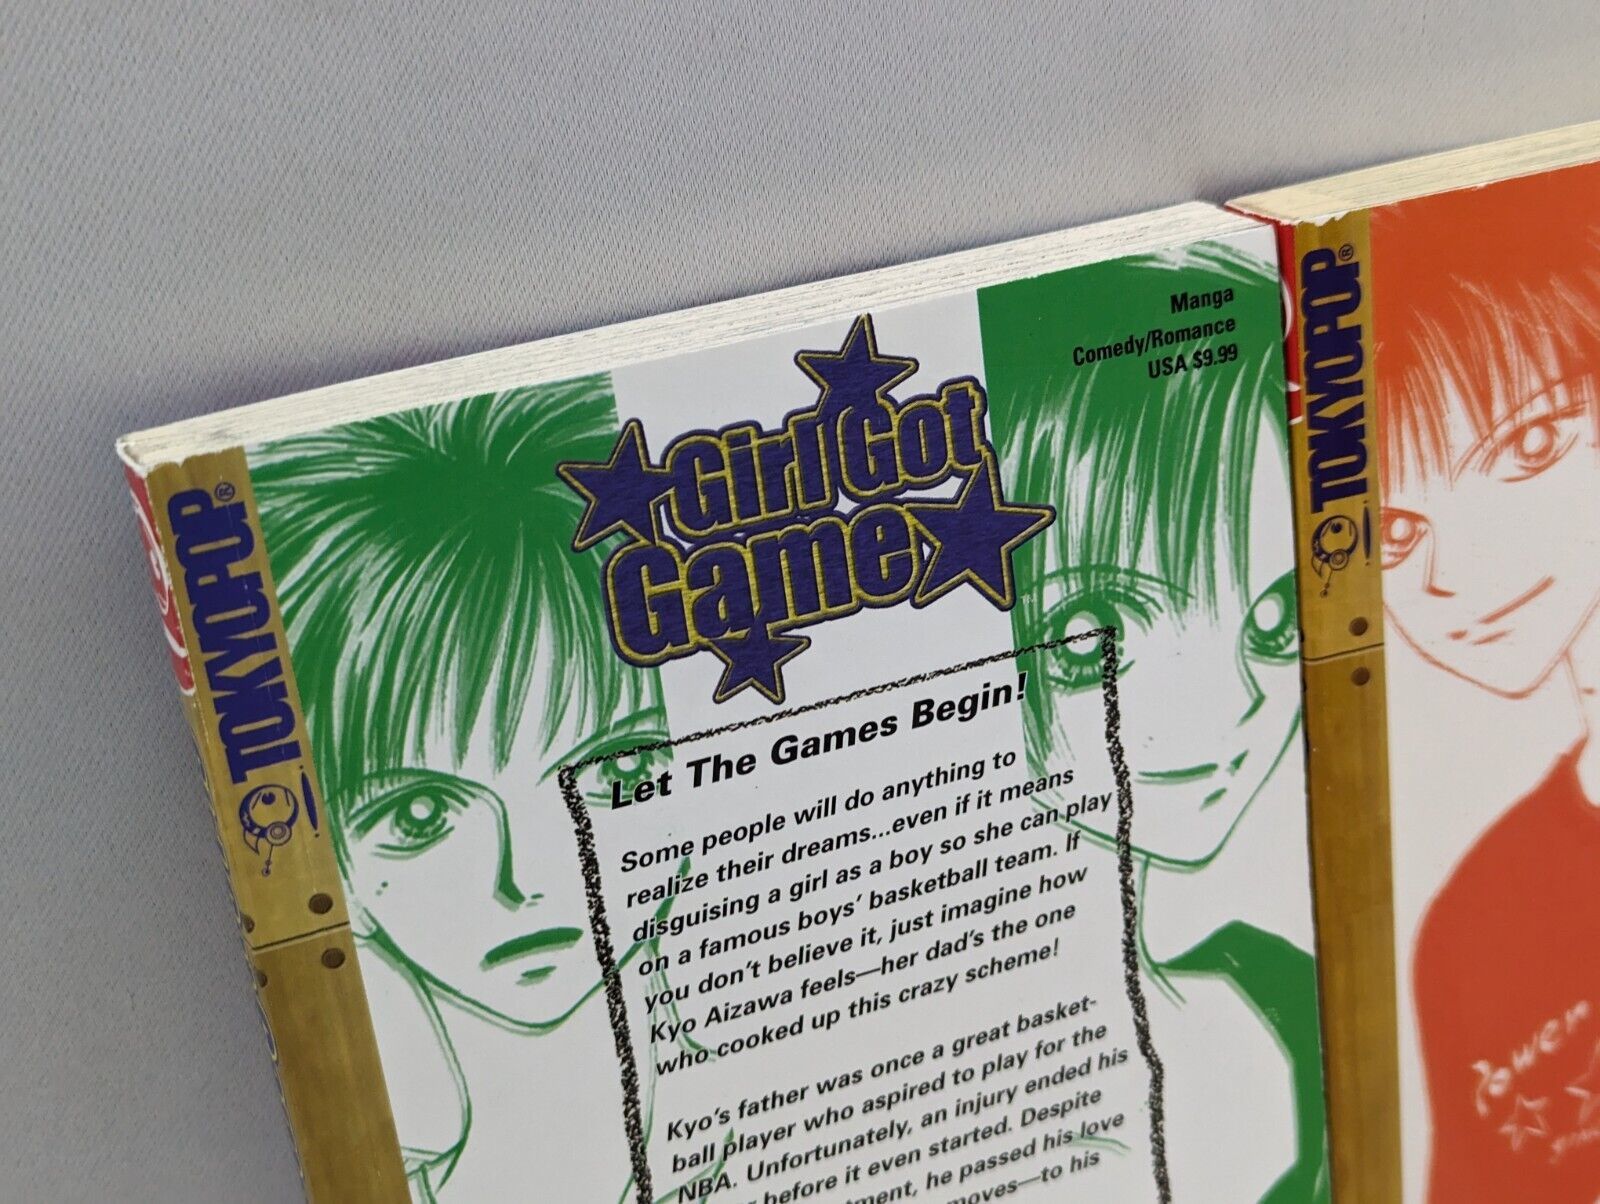 TOKYOPOP®
Girl Got
Game
™
Manga
Comedy/Romance
USA $9.99
Let The Games Begin!
Some people will do anything to
realize their dreams...even if it means
disguising a girl as a boy so she can play
on a famous boys' basketball team. If
you don't believe it, just imagine how
Kyo Aizawa feels—her dad's the one
who cooked up this crazy scheme!
Kyo's father was once a great basket-
ball player who aspired to play for the
NBA. Unfortunately, an injury ended his
before it even started. Despite
he passed his love
moves—to his
TOKYOPOP®
Power